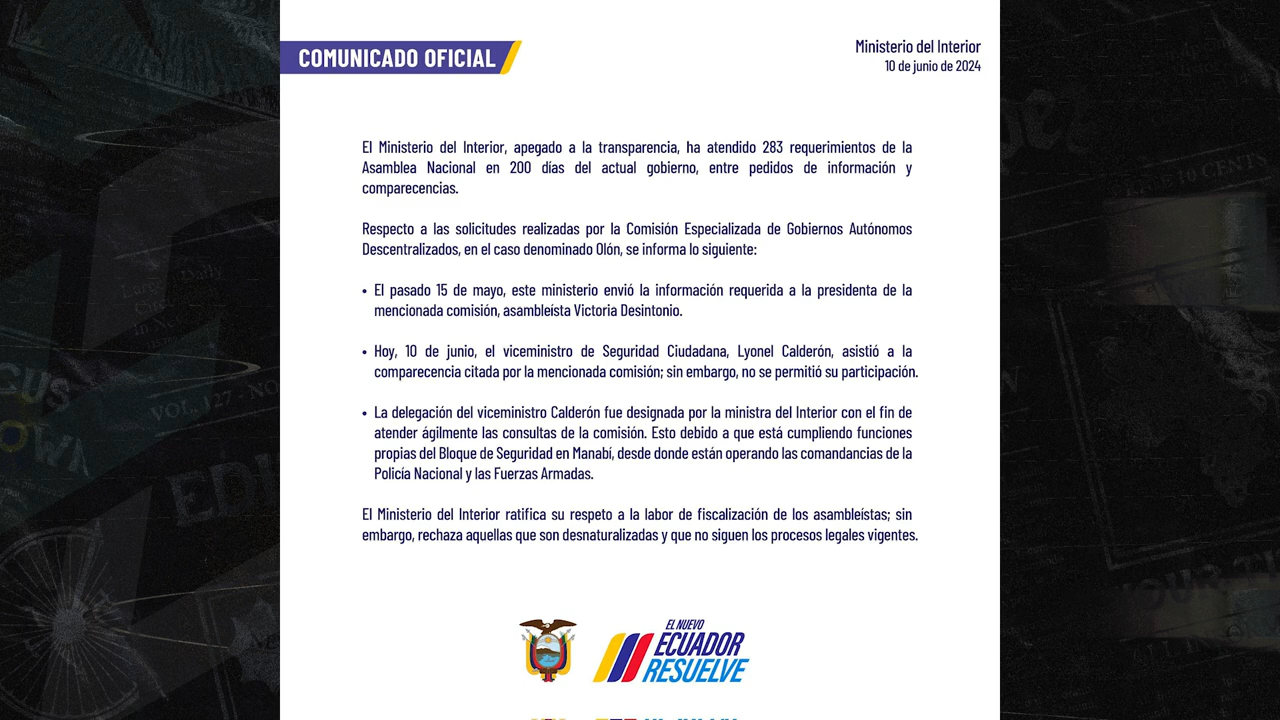 COMUNICADO OFICIAL
Ministerio del Interior
10 de junio de 2024
El Ministerio del Interior, apegado a la transparencia, ha atendido 283 requerimientos de la
Asamblea Nacional en 200 días del actual gobierno, entre pedidos de información y
comparecencias.
Respecto a las solicitudes realizadas por la Comisión Especializada de Gobiernos Autónomos
Descentralizados, en el caso denominado Olón, se informa lo siguiente:
• El pasado 15 de mayo, este ministerio envió la información requerida a la presidenta de la
mencionada comisión, asambleísta Victoria Desintonio.
• Hoy, 10 de junio, el viceministro de Seguridad Ciudadana, Lyonel Calderón, asistió a la
comparecencia citada por la mencionada comisión; sin embargo, no se permitió su participación.
• La delegación del viceministro Calderón fue designada por la ministra del Interior con el fin de
atender ágilmente las consultas de la comisión. Esto debido a que está cumpliendo funciones
propias del Bloque de Seguridad en Manabí, desde donde están operando las comandancias de la
Policía Nacional y las Fuerzas Armadas.
El Ministerio del Interior ratifica su respeto a la labor de fiscalización de los asambleístas; sin
embargo, rechaza aquellas que son desnaturalizadas y que no siguen los procesos legales vigentes.
EL NUEVO
ECUADOR
RESUELVE
VOL. 127 - NO
10 CENTS